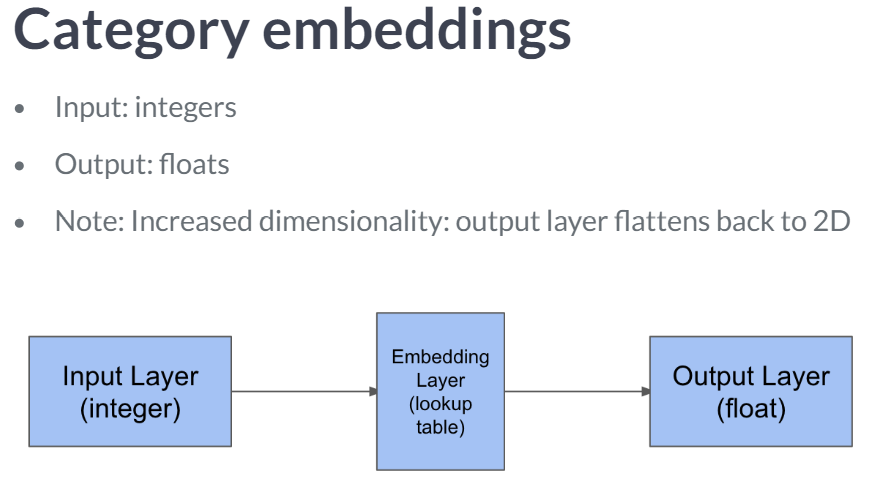 Category embeddings
• Input: integers
• Output: floats
• Note: Increased dimensionality: output layer flattens back to 2D
Input Layer
(integer)
Embedding
Layer
(lookup
table)
Output Layer
(float)